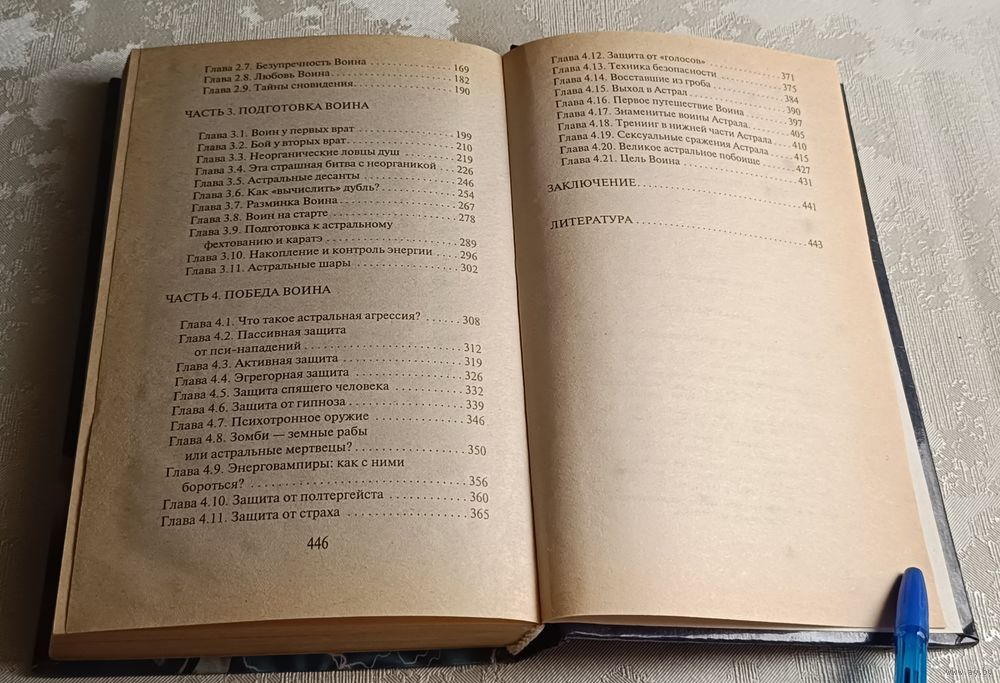 Глава 2.7. Безупречность Воина 169
Глава 2.8. Любовь Воина 182
Глава 2.9. Тайны сновидения 190
ЧАСТЬ 3. ПОДГОТОВКА ВОИНА
Глава 3.1. Воин у первых врат 199
Глава 3.2. Бой у вторых врат 210
Глава 3.3. Неорганические ловцы душ 219
Глава 3.4. Эта страшная битва с неорганикой 226
Глава 3.5. Астральные десанты 246
Глава 3.6. Как «вычислить» дубль? 254
Глава 3.7. Разминка Воина 267
Глава 3.8. Воин на старте 278
Глава 3.9. Подготовка к астральному
фехтованию и каратэ 289
Глава 3.10. Накопление и контроль энергии 296
Глава 3.11. Астральные шары 302
ЧАСТЬ 4. ПОБЕДА ВОИНА
Глава 4.1. Что такое астральная агрессия? 308
Глава 4.2. Пассивная защита
от пси-нападений 312
Глава 4.3. Активная защита 319
Глава 4.4. Эгрегорная защита 326
Глава 4.5. Защита спящего человека 332
Глава 4.6. Защита от гипноза 339
Глава 4.7. Психотронное оружие 346
Глава 4.8. Зомби — земные рабы
или астральные мертвецы? 350
Глава 4.9. Энерговампиры: как с ними
бороться? 356
Глава 4.10. Защита от полтергейста 360
Глава 4.11. Защита от страха 365
446
Глава 4.12. Защита от «голосов» 371
Глава 4.13. Техника безопасности 375
Глава 4.14. Восставшие из гроба 384
Глава 4.15. Выход в Астрал 390
Глава 4.16. Первое путешествие Воина 397
Глава 4.17. Знаменитые воины Астрала 405
Глава 4.18. Тренинг в нижней части Астрала 410
Глава 4.19. Сексуальные сражения Астрала 415
Глава 4.20. Великое астральное побоище 427
Глава 4.21. Цель Воина 431
ЗАКЛЮЧЕНИЕ 441
ЛИТЕРАТУРА 443